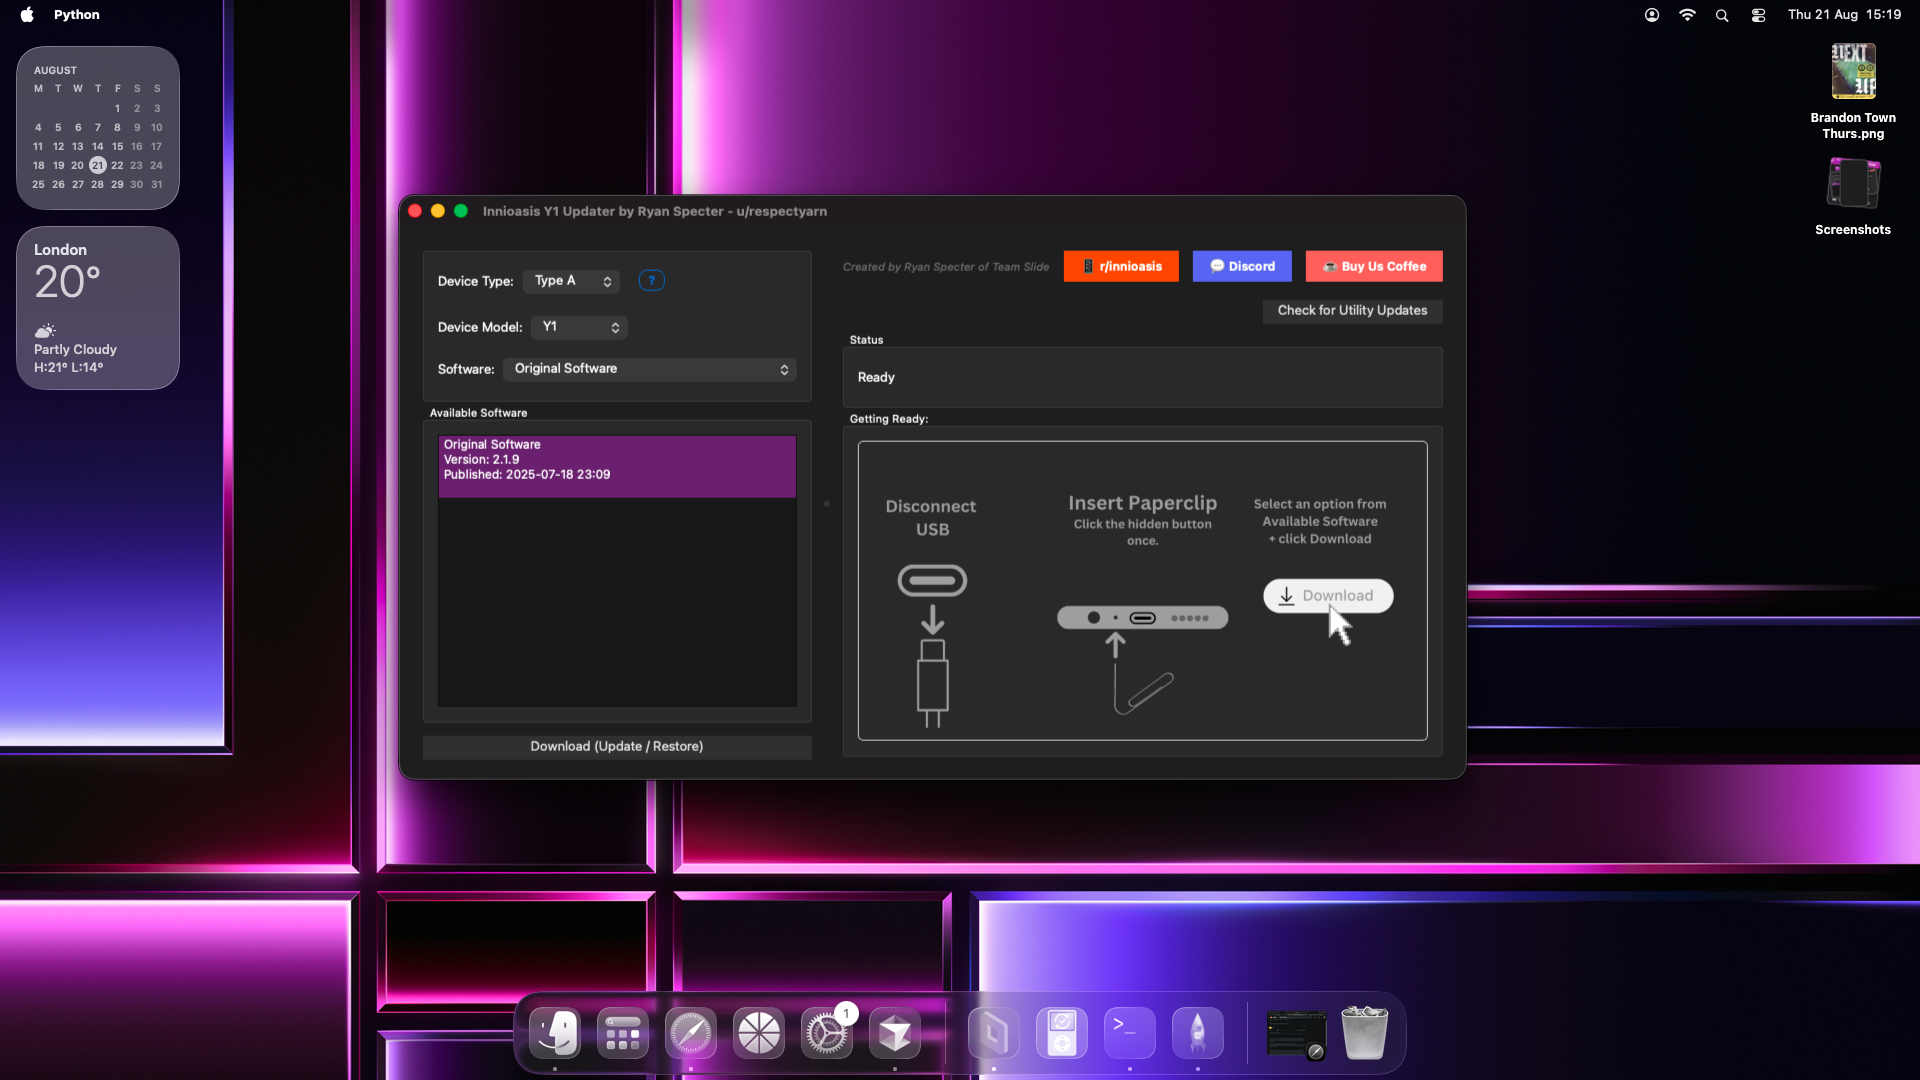 Python
Thu 21 Aug 15:19
AUGUST
M T W T F S S
1 2 3
4 5 6 7 8 9 10
11 12 13 14 15 16 17
18 19 20 21 22 23 24
25 26 27 28 29 30 31
London
20°
Partly Cloudy
H:21° L:14°
NEXT
UP
Brandon Town
Thurs.png
Screenshots
Innioasis Y1 Updater by Ryan Specter - u/respectyarn
Device Type: Type A ?
Device Model: Y1
Software: Original Software
Available Software
Original Software
Version: 2.1.9
Published: 2025-07-18 23:09
Download (Update / Restore)
Created by Ryan Specter of Team Slide
r/innioasis
Discord
Buy Us Coffee
Check for Utility Updates
Status
Ready
Getting Ready:
Disconnect
USB
Insert Paperclip
Click the hidden button
once.
Select an option from
Available Software
+ click Download
Download
1
>_